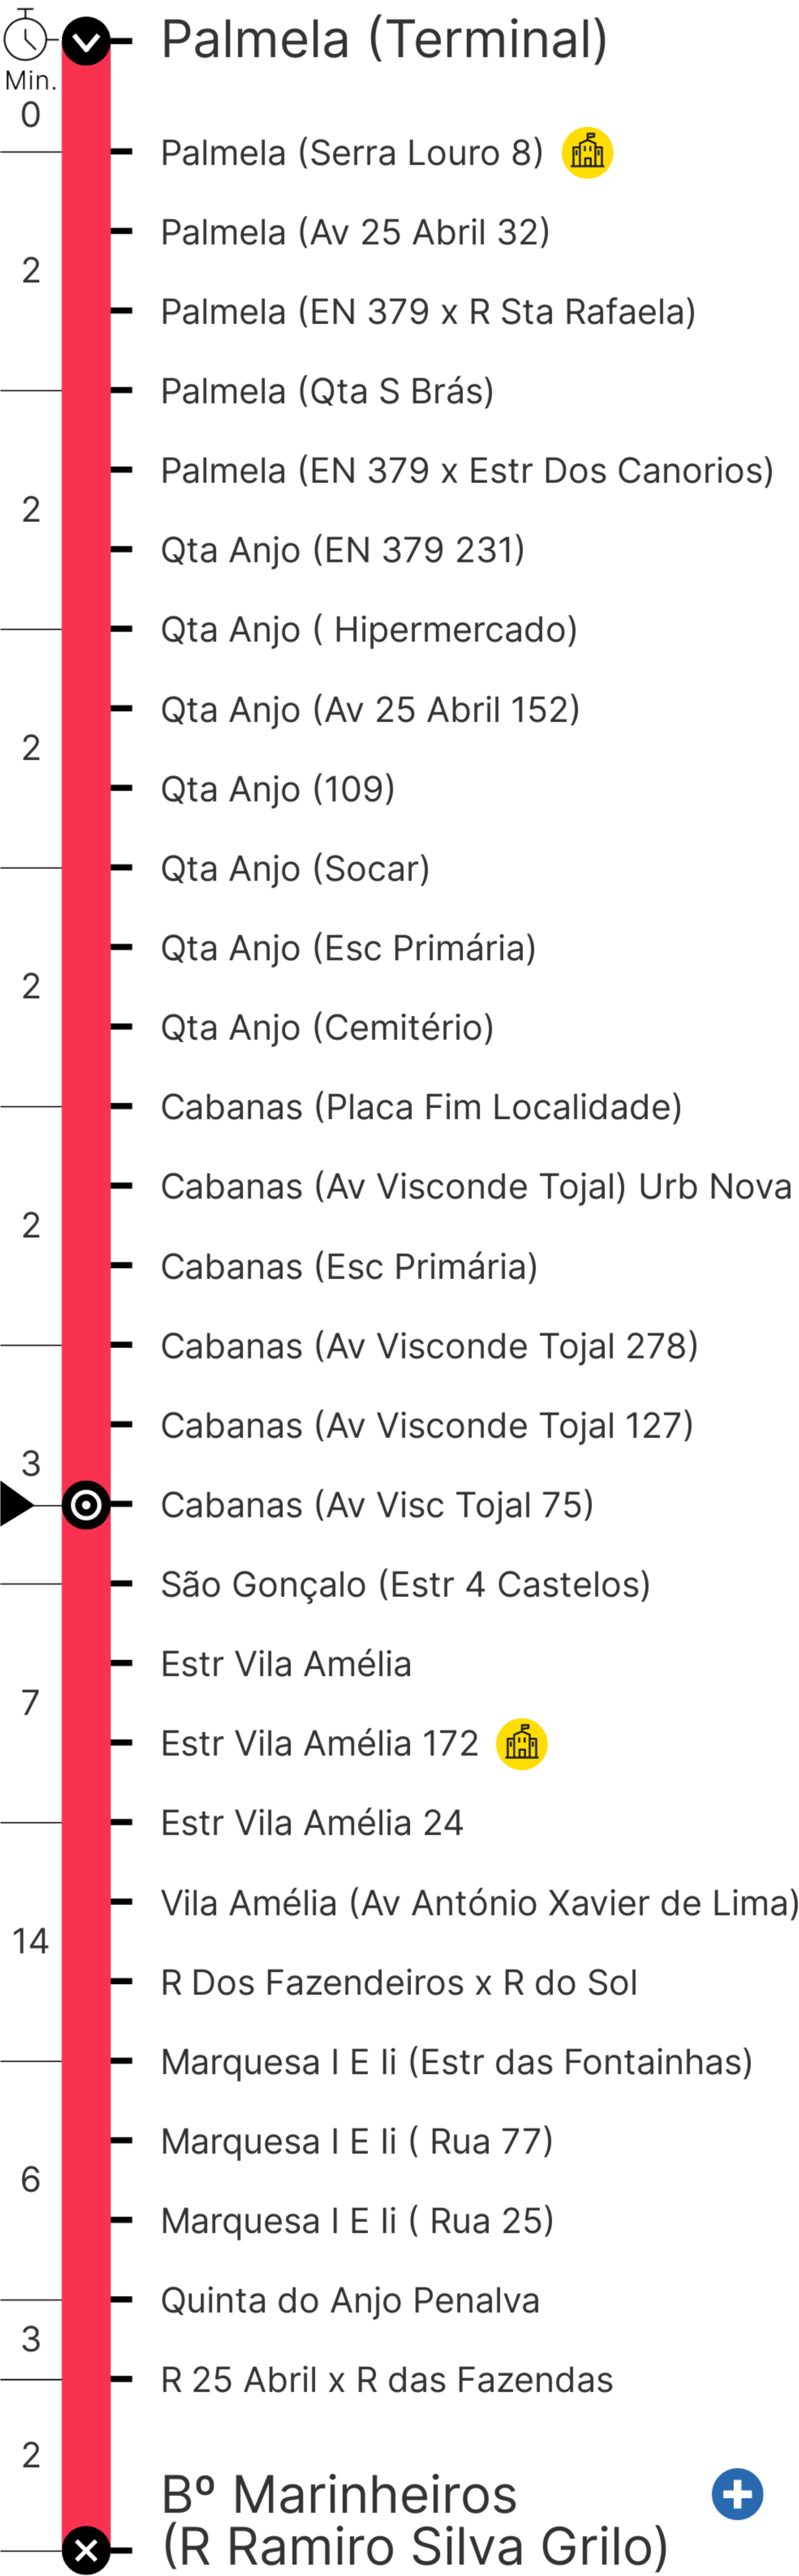 Palmela (Terminal)
Min.
0
Palmela (Serra Louro 8)
Palmela (Av 25 Abril 32)
2
Palmela (EN 379 x R Sta Rafaela)
Palmela (Qta S Brás)
Palmela (EN 379 x Estr Dos Canorios)
2
Qta Anjo (EN 379 231)
Qta Anjo ( Hipermercado)
Qta Anjo (Av 25 Abril 152)
2
Qta Anjo (109)
Qta Anjo (Socar)
Qta Anjo (Esc Primária)
2
Qta Anjo (Cemitério)
Cabanas (Placa Fim Localidade)
Cabanas (Av Visconde Tojal) Urb Nova
2
Cabanas (Esc Primária)
Cabanas (Av Visconde Tojal 278)
Cabanas (Av Visconde Tojal 127)
3
Cabanas (Av Visc Tojal 75)
São Gonçalo (Estr 4 Castelos)
Estr Vila Amélia
7
Estr Vila Amélia 172
Estr Vila Amélia 24
Vila Amélia (Av António Xavier de Lima)
14
R Dos Fazendeiros x R do Sol
Marquesa I E Ii (Estr das Fontainhas)
Marquesa I E Ii ( Rua 77)
6
Marquesa I E Ii ( Rua 25)
Quinta do Anjo Penalva
3
R 25 Abril x R das Fazendas
2
Bº Marinheiros
(R Ramiro Silva Grilo)